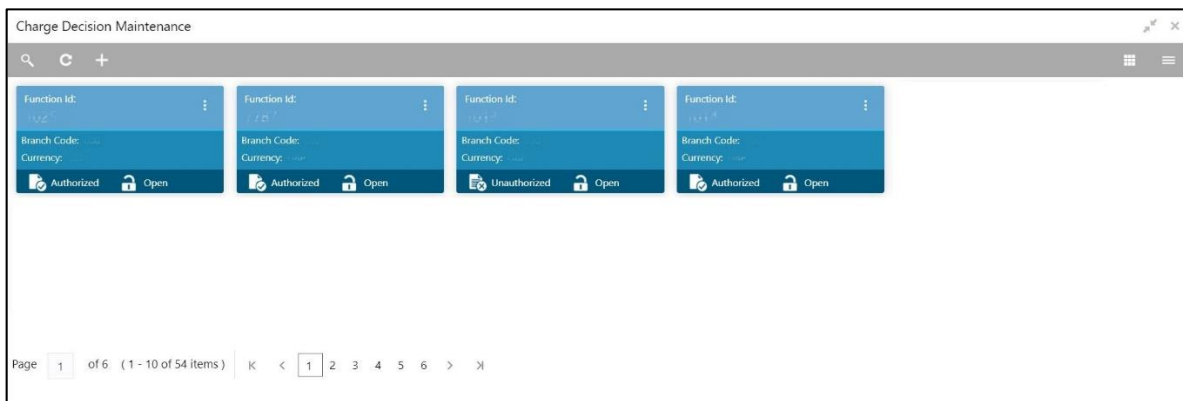 Charge Decision Maintenance
Function Id:
Branch Code:
Currency:
Authorized Open
Function Id:
Branch Code:
Currency:
Authorized Open
Function Id:
Branch Code:
Currency:
Unauthorized Open
Function Id:
Branch Code:
Currency:
Authorized Open
Page 1 of 6 ( 1 - 10 of 54 items ) 1 2 3 4 5 6